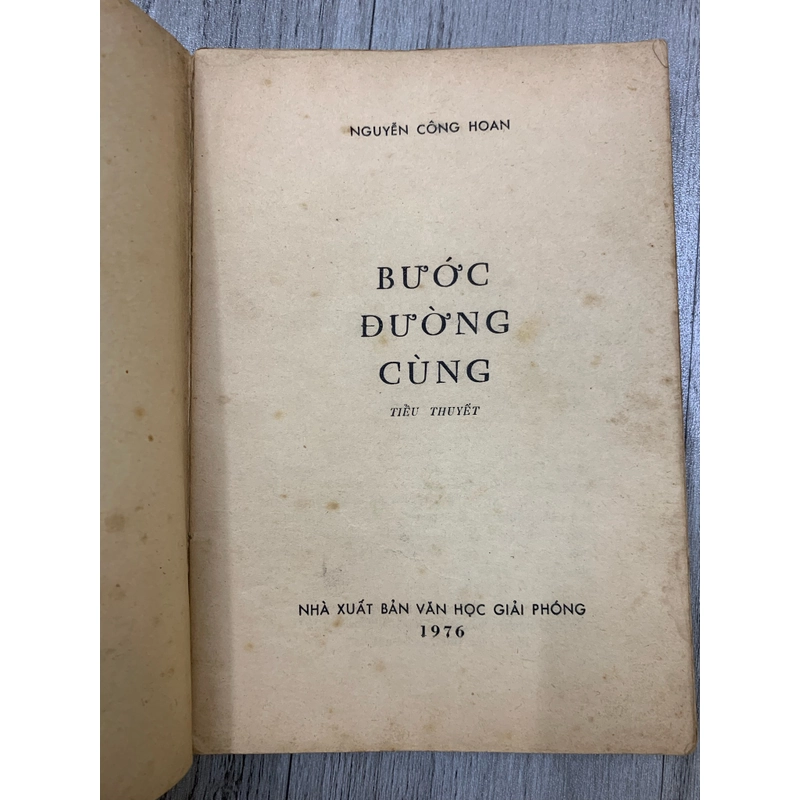 NGUYỄN CÔNG HOAN
BƯỚC
ĐƯỜNG
CÙNG
TIỂU THUYẾT
NHÀ XUẤT BẢN VĂN HỌC GIẢI PHÓNG
1976